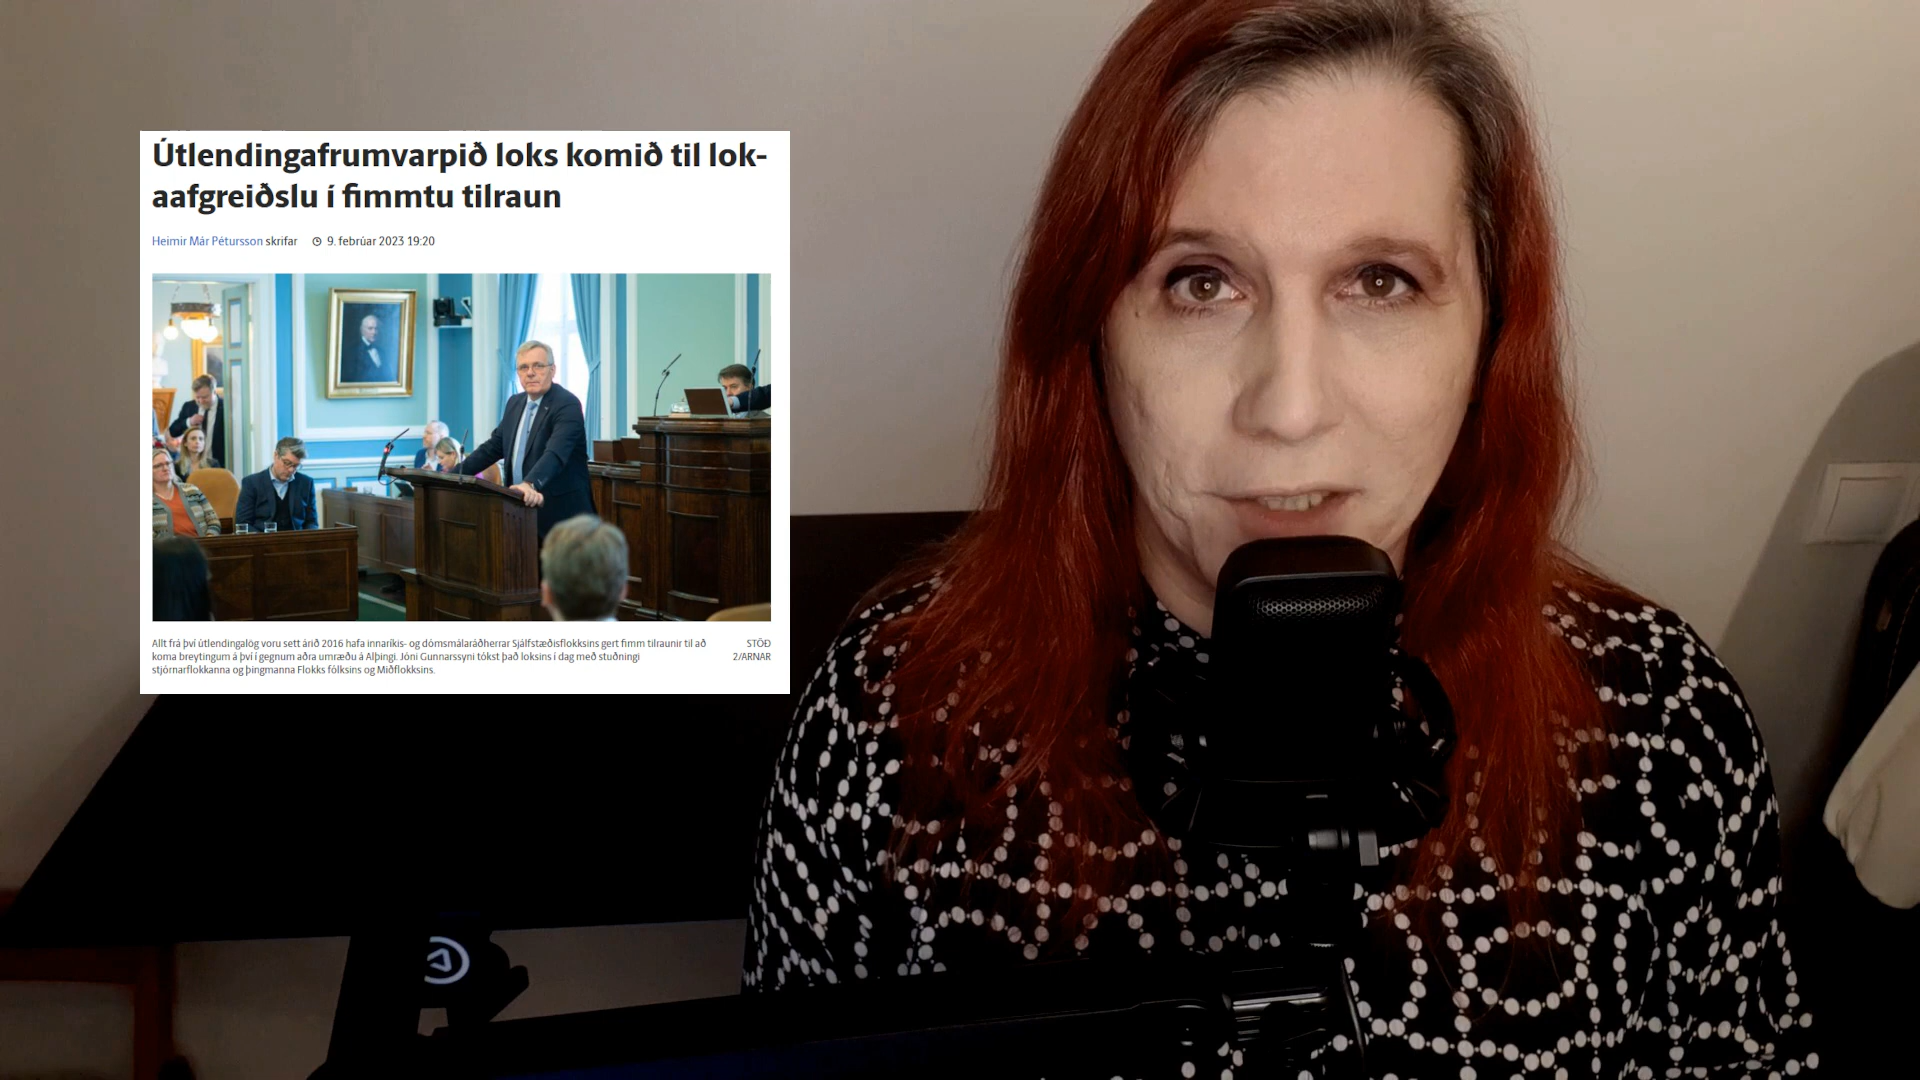 Útlendingafrumvarpið loks komið til lok-
aafgreiðslu í fimmtu tilraun
Heimir Már Pétursson skrifar 9. febrúar 2023 19:20
Allt frá því útlendingalög voru sett árið 2016 hafa innaríkis- og dómsmálaráðherrar Sjálfstæðisflokksins gert fimm tilraunir til að
koma breytingum á því í gegnum aðra umræðu á Alþingi. Jóni Gunnarssyni tókst það loksins í dag með stuðningi
stjórnarflokkanna og þingmanna Flokks fólksins og Miðflokksins.
STÖÐ
2/ARNAR